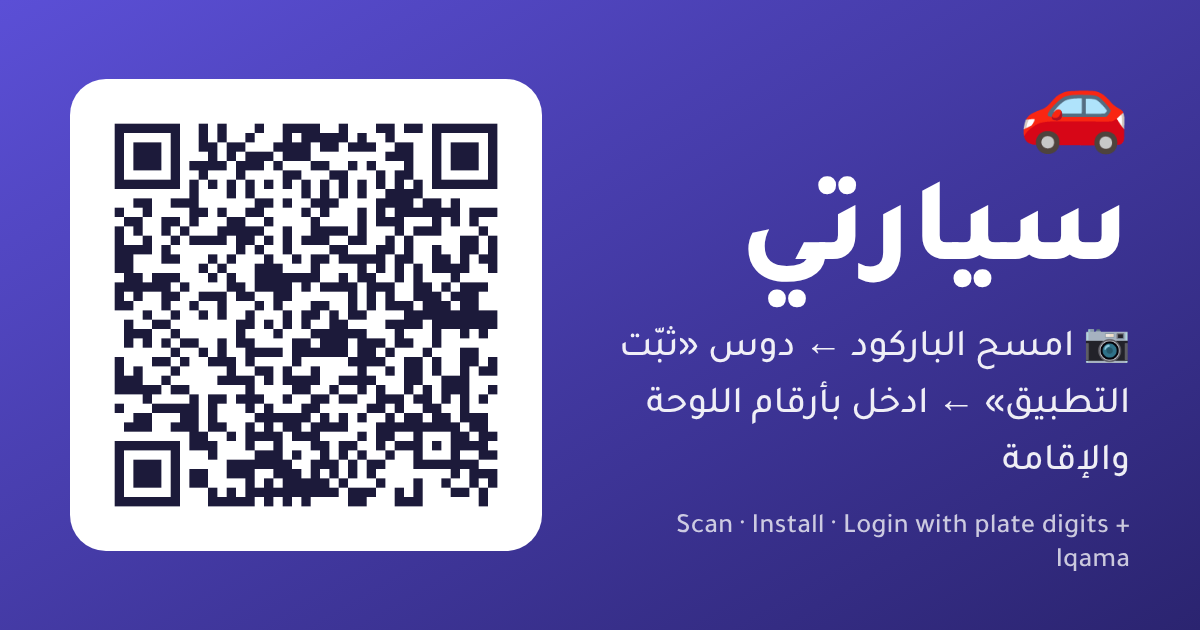 سيارتي
📷 امسح الباركود ← دوس «ثبّت
التطبيق» ← ادخل بأرقام اللوحة
والإقامة
Scan · Install · Login with plate digits +
Iqama